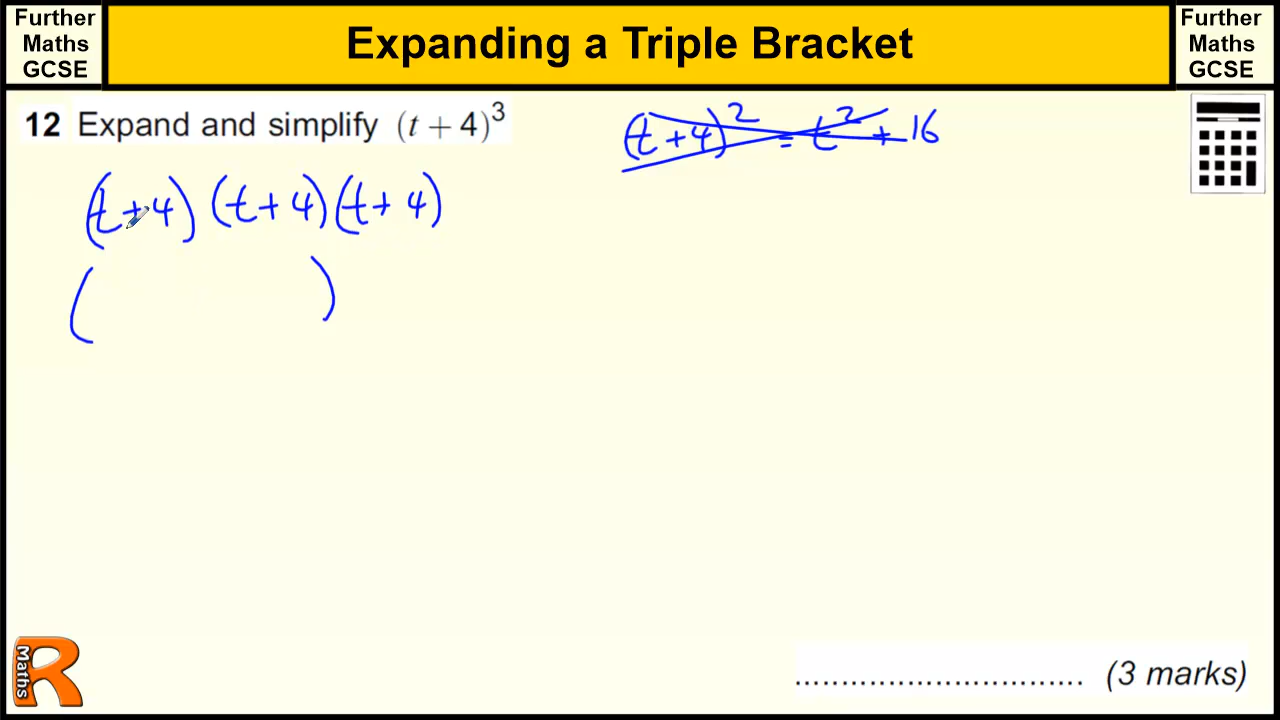 Further
Maths
GCSE
Expanding a Triple Bracket
Further
Maths
GCSE
12 Expand and simplify (t + 4)³
(t+4)² = t² + 16
(t+4) (t+4)(t+4)
( )
R Maths
.............................. (3 marks)